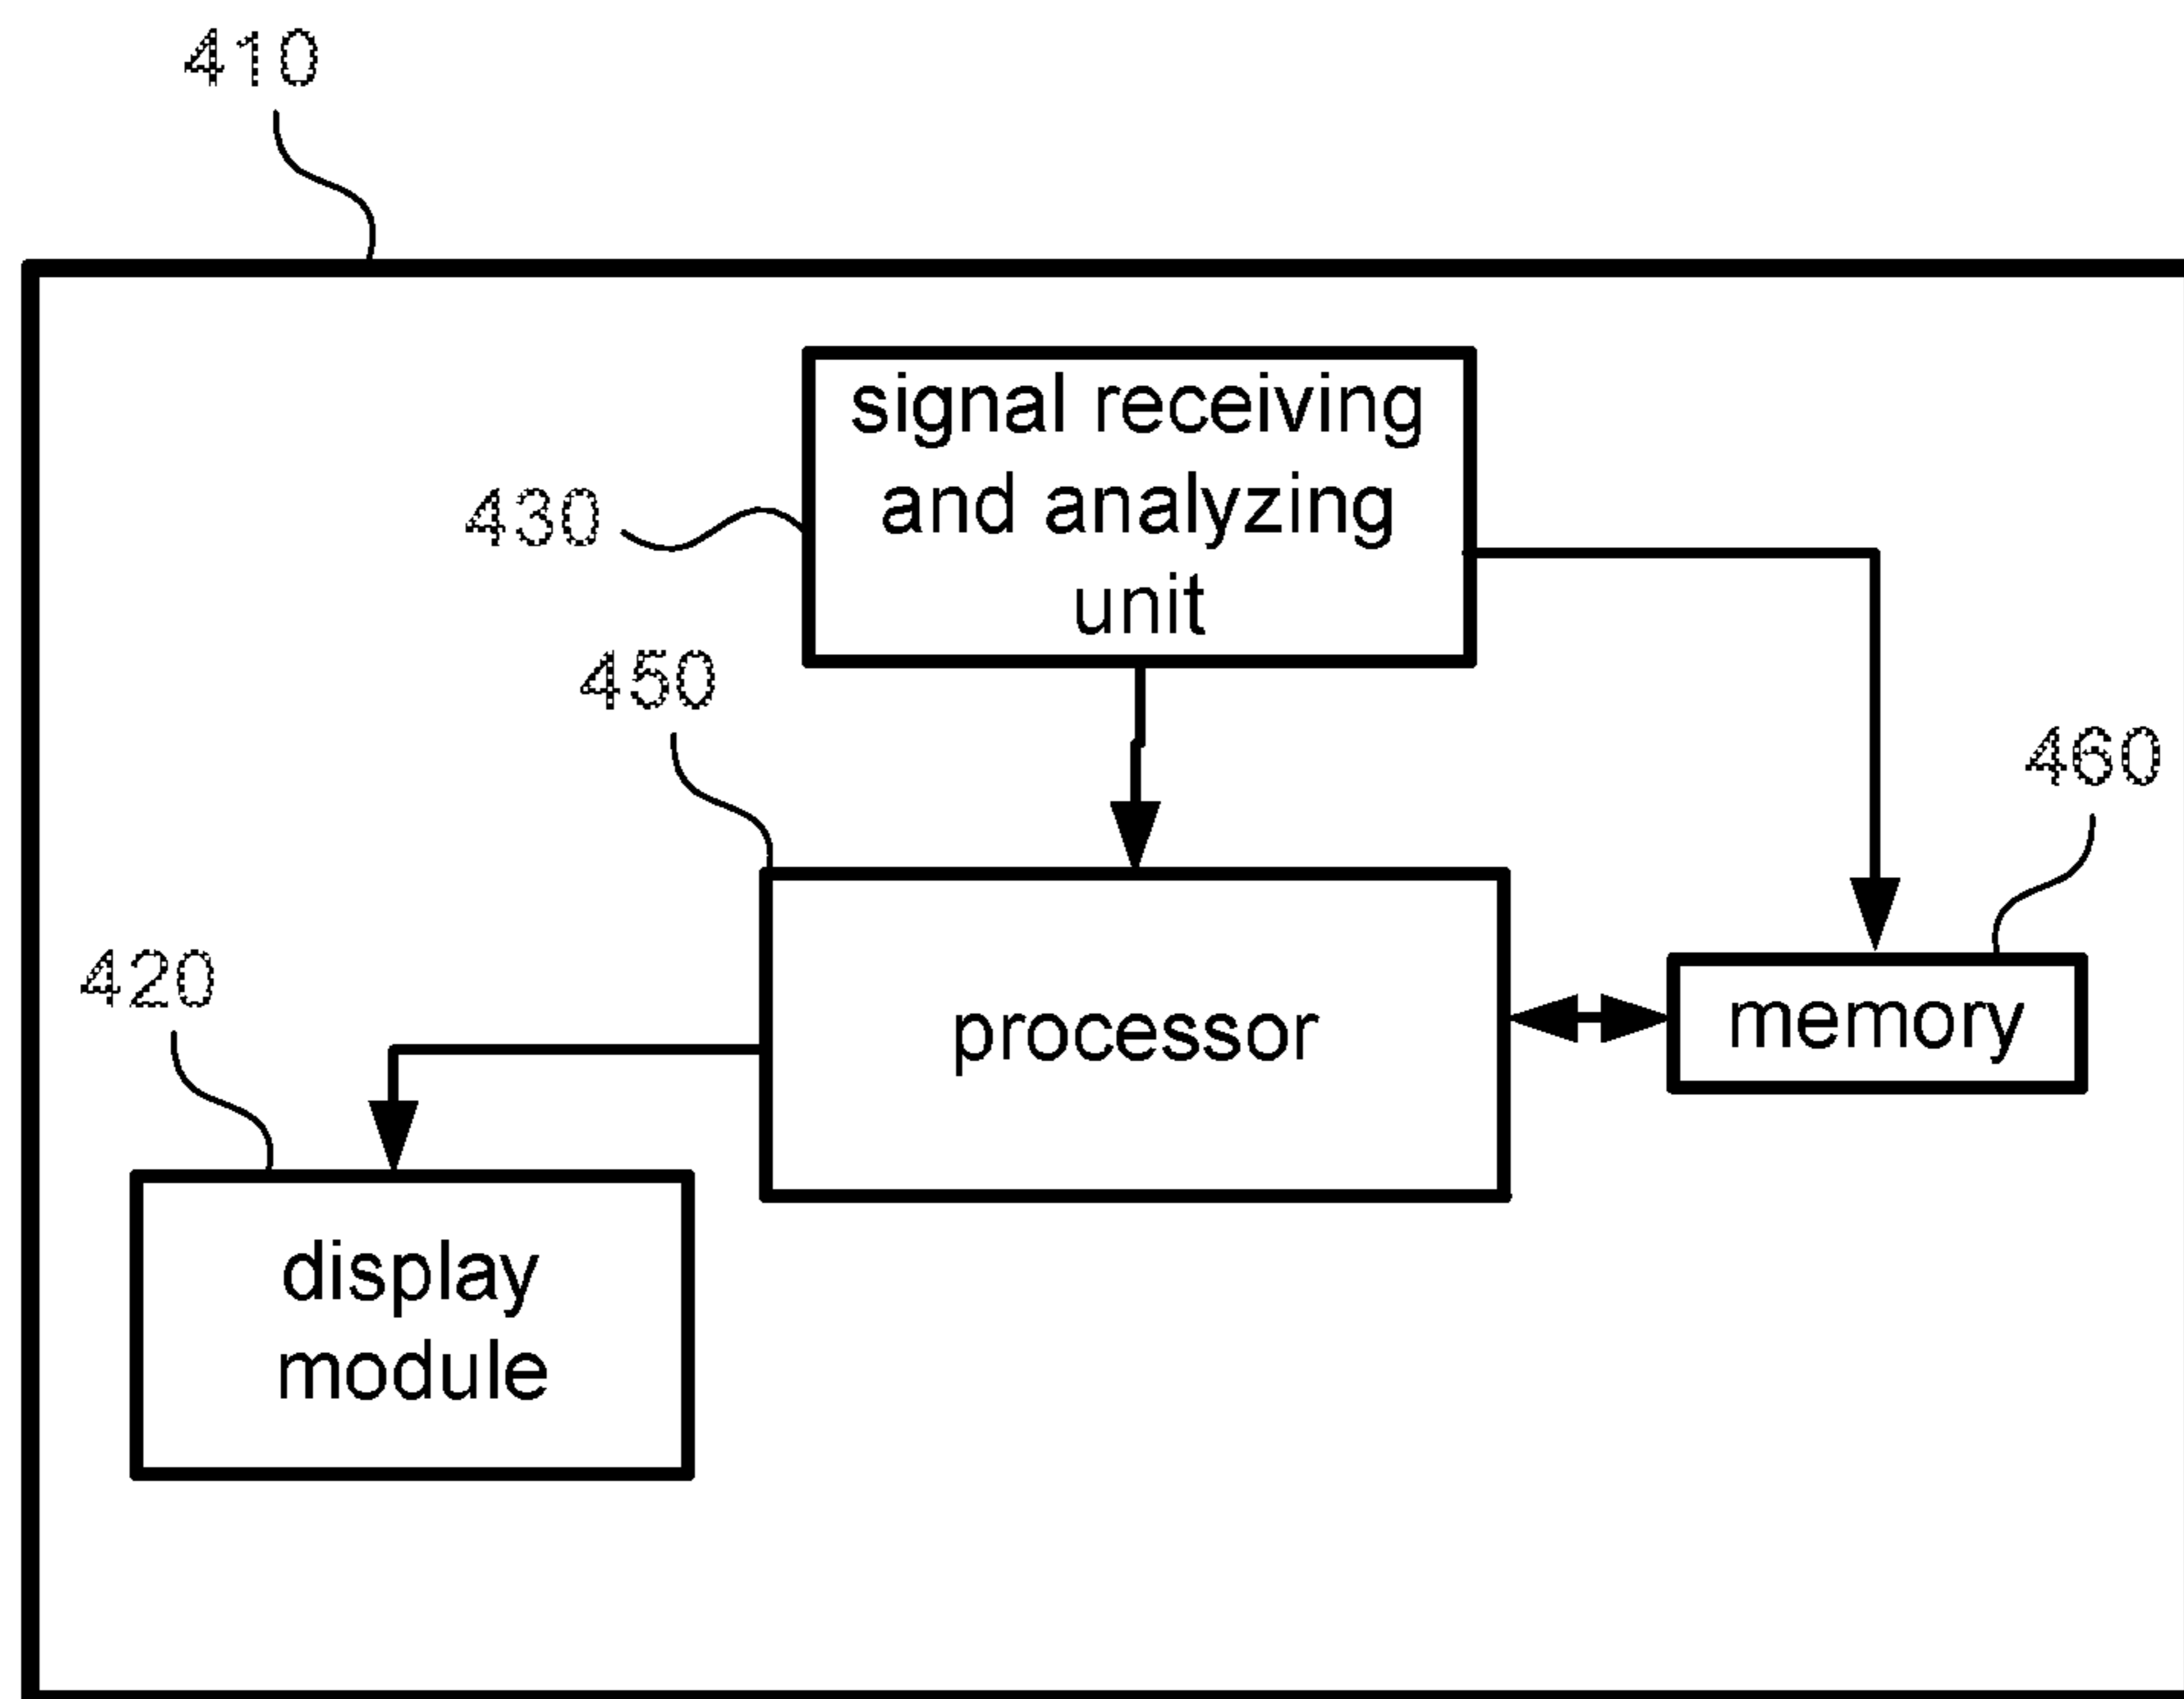 410
signal receiving
and analyzing
unit
430
450
460
420
processor
memory
display
module